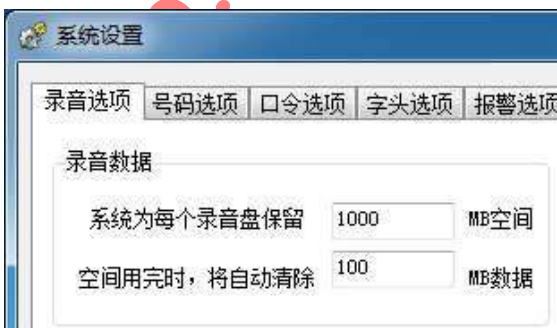 系统设置
录音选项 号码选项 口令选项 字头选项 报警选项
录音数据
系统为每个录音盘保留 1000 MB空间
空间用完时，将自动清除 100 MB数据